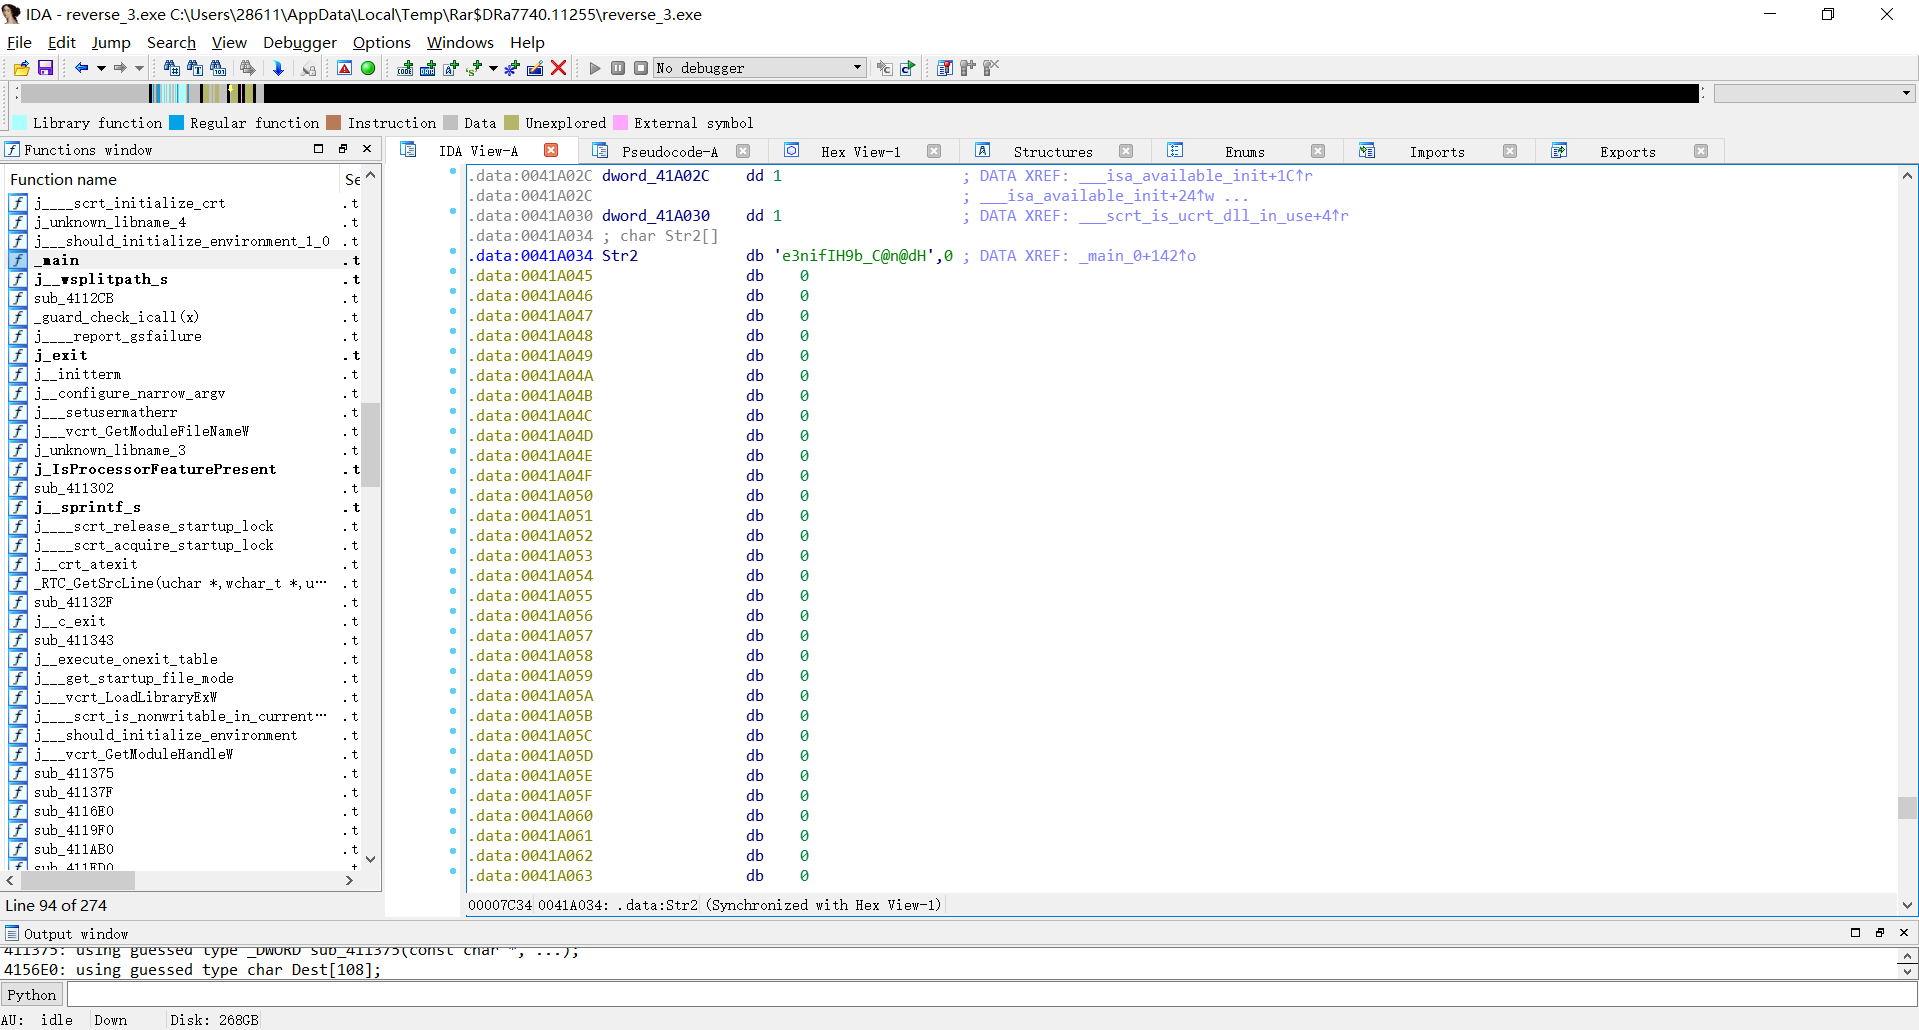 IDA - reverse_3.exe C:\Users\28611\AppData\Local\Temp\Rar$DRa7740.11255\reverse_3.exe
File Edit Jump Search View Debugger Options Windows Help
No debugger
Library function Regular function Instruction Data Unexplored External symbol
Functions window
IDA View-A Pseudocode-A Hex View-1 Structures Enums Imports Exports
Function name Se
j____scrt_initialize_crt .t
j_unknown_libname_4 .t
j___should_initialize_environment_1_0 .t
_main .t
j__wsplitpath_s .t
sub_4112CB .t
_guard_check_icall(x) .t
j____report_gsfailure .t
j_exit .t
j__initterm .t
j__configure_narrow_argv .t
j___setusermatherr .t
j___vcrt_GetModuleFileNameW .t
j_unknown_libname_3 .t
j_IsProcessorFeaturePresent .t
sub_411302 .t
j__sprintf_s .t
j____scrt_release_startup_lock .t
j____scrt_acquire_startup_lock .t
j__crt_atexit .t
_RTC_GetSrcLine(uchar *,wchar_t *,u… .t
sub_41132F .t
j__c_exit .t
sub_411343 .t
j__execute_onexit_table .t
j___get_startup_file_mode .t
j___vcrt_LoadLibraryExW .t
j____scrt_is_nonwritable_in_current… .t
j___should_initialize_environment .t
j___vcrt_GetModuleHandleW .t
sub_411375 .t
sub_41137F .t
sub_4116E0 .t
sub_4119F0 .t
sub_411AB0 .t
sub_411ED0 .t
Line 94 of 274
.data:0041A02C dword_41A02C dd 1 ; DATA XREF: ___isa_available_init+1C↑r
.data:0041A02C ; ___isa_available_init+24↑w ...
.data:0041A030 dword_41A030 dd 1 ; DATA XREF: ___scrt_is_ucrt_dll_in_use+4↑r
.data:0041A034 ; char Str2[]
.data:0041A034 Str2 db 'e3nifIH9b_C@n@dH',0 ; DATA XREF: _main_0+142↑o
.data:0041A045 db 0
.data:0041A046 db 0
.data:0041A047 db 0
.data:0041A048 db 0
.data:0041A049 db 0
.data:0041A04A db 0
.data:0041A04B db 0
.data:0041A04C db 0
.data:0041A04D db 0
.data:0041A04E db 0
.data:0041A04F db 0
.data:0041A050 db 0
.data:0041A051 db 0
.data:0041A052 db 0
.data:0041A053 db 0
.data:0041A054 db 0
.data:0041A055 db 0
.data:0041A056 db 0
.data:0041A057 db 0
.data:0041A058 db 0
.data:0041A059 db 0
.data:0041A05A db 0
.data:0041A05B db 0
.data:0041A05C db 0
.data:0041A05D db 0
.data:0041A05E db 0
.data:0041A05F db 0
.data:0041A060 db 0
.data:0041A061 db 0
.data:0041A062 db 0
.data:0041A063 db 0
00007C34 0041A034: .data:Str2 (Synchronized with Hex View-1)
Output window
411375: using guessed type _DWORD sub_411375(const char *, ...);
4156E0: using guessed type char Dest[108];
Python
AU: idle Down Disk: 268GB